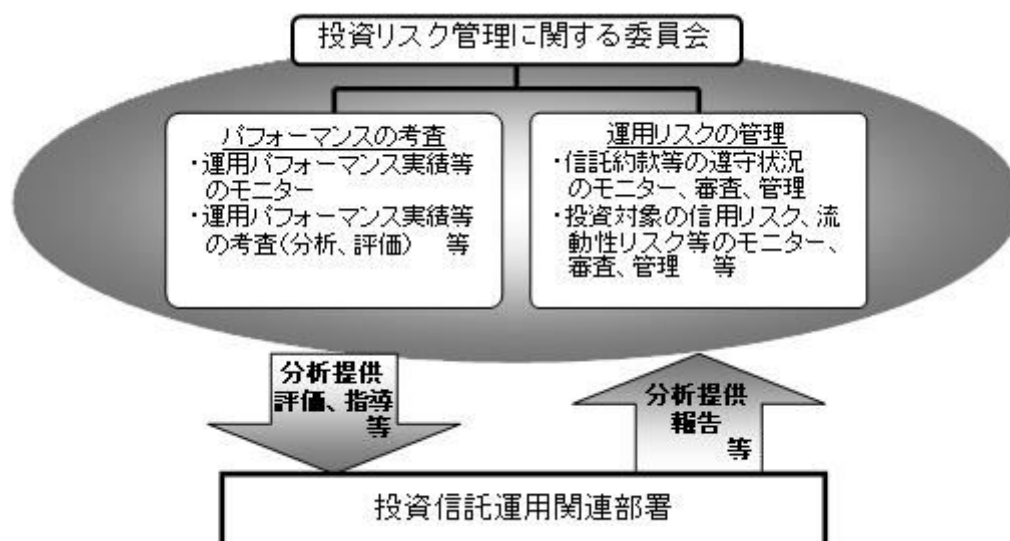 投資リスク管理に関する委員会
パフォーマンスの考査
・運用パフォーマンス実績等
のモニター
・運用パフォーマンス実績等
の考査(分析、評価) 等
運用リスクの管理
・信託約款等の遵守状況
のモニター、審査、管理
・投資対象の信用リスク、流
動性リスク等のモニター、
審査、管理 等
分析提供
評価、指導
等
分析提供
報告
等
投資信託運用関連部署